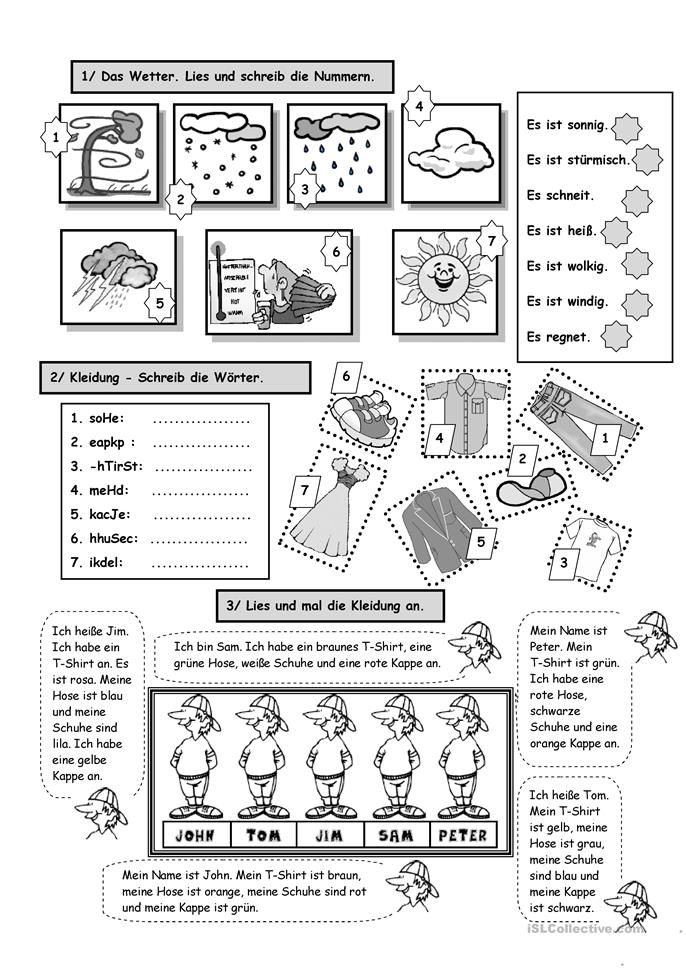 1/ Das Wetter. Lies und schreib die Nummern.
1
2
3
4
5
6
7
HOT
WARM
Es ist sonnig.
Es ist stürmisch.
Es schneit.
Es ist heiß.
Es ist wolkig.
Es ist windig.
Es regnet.
2/ Kleidung - Schreib die Wörter.
1. soHe: ..................
2. eapkp : ..................
3. -hTirSt: ..................
4. meHd: ..................
5. kacJe: ..................
6. hhuSec: ..................
7. ikdel: ..................
6
4
1
2
7
5
3
3/ Lies und mal die Kleidung an.
Ich heiße Jim.
Ich habe ein
T-Shirt an. Es
ist rosa. Meine
Hose ist blau
und meine
Schuhe sind
lila. Ich habe
eine gelbe
Kappe an.
Ich bin Sam. Ich habe ein braunes T-Shirt, eine
grüne Hose, weiße Schuhe und eine rote Kappe an.
Mein Name ist
Peter. Mein
T-Shirt ist grün.
Ich habe eine
rote Hose,
schwarze
Schuhe und eine
orange Kappe an.
JOHN TOM JIM SAM PETER
Ich heiße Tom.
Mein T-Shirt
ist gelb, meine
Hose ist grau,
meine Schuhe
sind blau und
meine Kappe
ist schwarz.
Mein Name ist John. Mein T-Shirt ist braun,
meine Hose ist orange, meine Schuhe sind rot
und meine Kappe ist grün.
iSLCollective.com